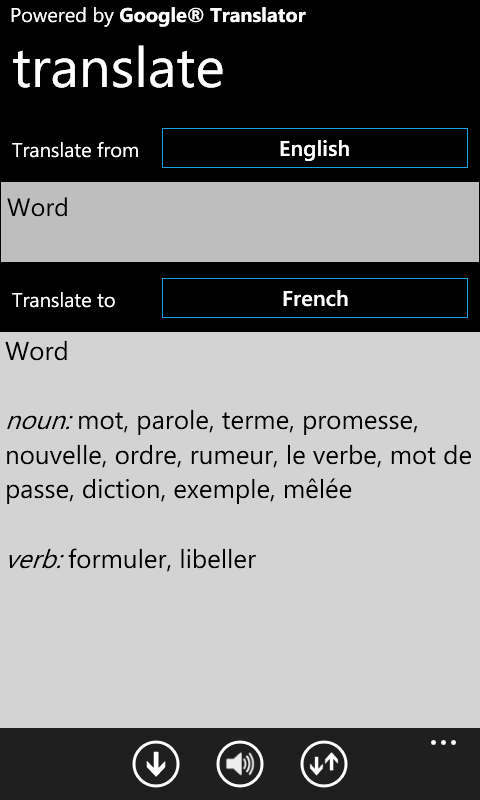 Powered by Google® Translator
translate
Translate from English
Word
Translate to French
Word
noun: mot, parole, terme, promesse,
nouvelle, ordre, rumeur, le verbe, mot de
passe, diction, exemple, mêlée
verb: formuler, libeller